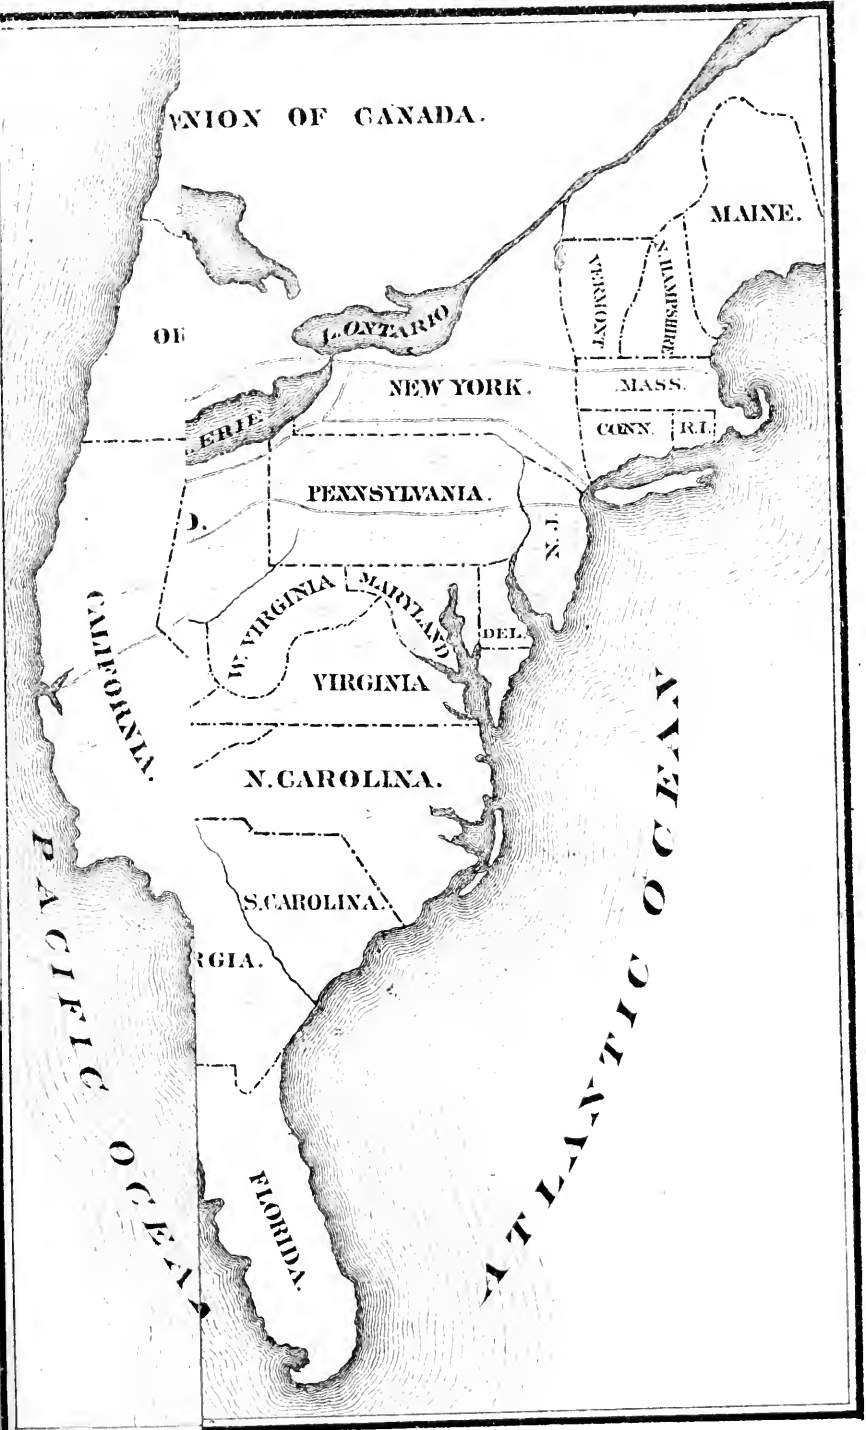 NION OF CANADA.
MAINE.
VERMONT
N. HAMPSHIRE
L. ONTARIO
OF
NEW YORK.
MASS.
CONN.
R.I.
ERIE
PENNSYLVANIA.
N. J.
W. VIRGINIA
MARYLAND
DEL.
CALIFORNIA.
VIRGINIA
N. CAROLINA.
S. CAROLINA.
RGIA.
FLORIDA.
PACIFIC OCEAN
ATLANTIC OCEAN